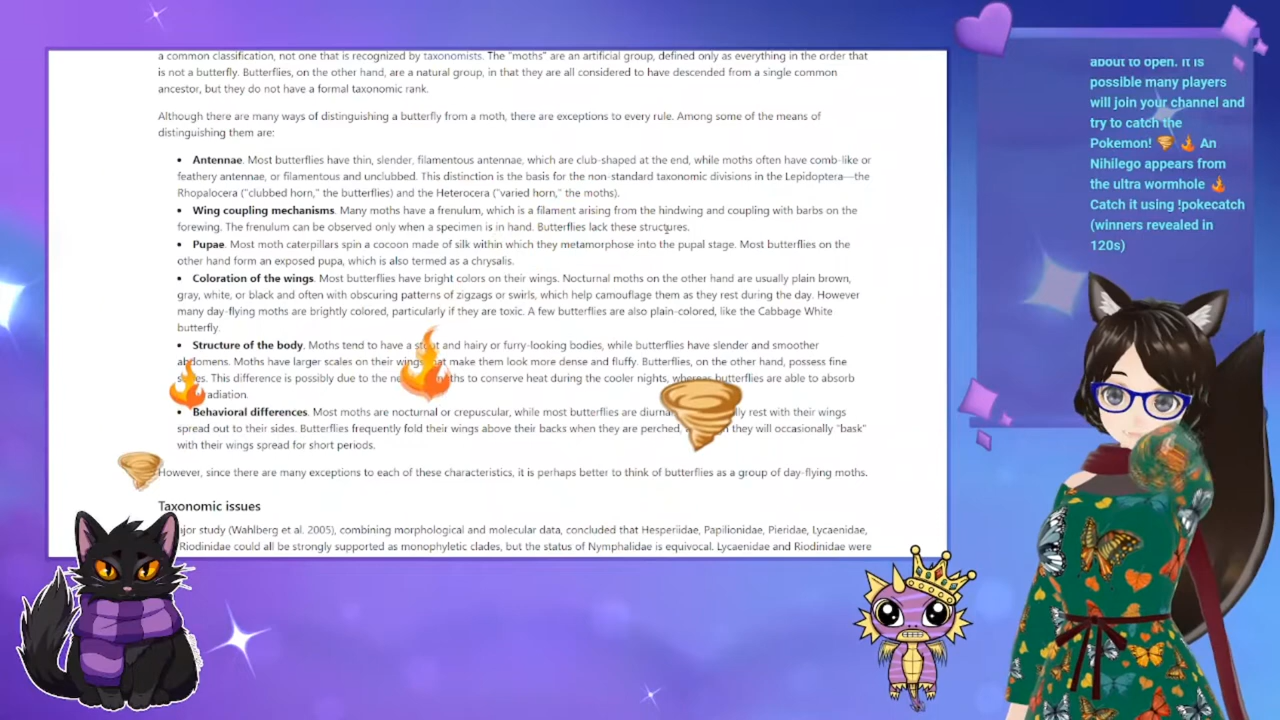 a common classification, not one that is recognized by taxonomists. The "moths" are an artificial group, defined only as everything in the order that
is not a butterfly. Butterflies, on the other hand, are a natural group, in that they are all considered to have descended from a single common
ancestor, but they do not have a formal taxonomic rank.
Although there are many ways of distinguishing a butterfly from a moth, there are exceptions to every rule. Among some of the means of
distinguishing them are:
• Antennae. Most butterflies have thin, slender, filamentous antennae, which are club-shaped at the end, while moths often have comb-like or
feathery antennae, or filamentous and unclubbed. This distinction is the basis for the non-standard taxonomic divisions in the Lepidoptera—the
Rhopalocera ("clubbed horn," the butterflies) and the Heterocera ("varied horn," the moths).
• Wing coupling mechanisms. Many moths have a frenulum, which is a filament arising from the hindwing and coupling with barbs on the
forewing. The frenulum can be observed only when a specimen is in hand. Butterflies lack these structures.
• Pupae. Most moth caterpillars spin a cocoon made of silk within which they metamorphose into the pupal stage. Most butterflies on the
other hand form an exposed pupa, which is also termed as a chrysalis.
• Coloration of the wings. Most butterflies have bright colors on their wings. Nocturnal moths on the other hand are usually plain brown,
gray, white, or black and often with obscuring patterns of zigzags or swirls, which help camouflage them as they rest during the day. However
many day-flying moths are brightly colored, particularly if they are toxic. A few butterflies are also plain-colored, like the Cabbage White
butterfly.
• Structure of the body. Moths tend to have a stout and hairy or furry-looking bodies, while butterflies have slender and smoother
abdomens. Moths have larger scales on their wings that make them look more dense and fluffy. Butterflies, on the other hand, possess fine
scales. This difference is possibly due to the moths to conserve heat during the cooler nights, whereas butterflies are able to absorb
radiation.
• Behavioral differences. Most moths are nocturnal or crepuscular, while most butterflies are rest with their wings
spread out to their sides. Butterflies frequently fold their wings above their backs when they are perched, they will occasionally "bask"
with their wings spread for short periods.
However, since there are many exceptions to each of these characteristics, it is perhaps better to think of butterflies as a group of day-flying moths.
Taxonomic issues
study (Wahlberg et al. 2005), combining morphological and molecular data, concluded that Hesperiidae, Papilionidae, Pieridae, Lycaenidae,
Riodinidae could all be strongly supported as monophyletic clades, but the status of Nymphalidae is equivocal. Lycaenidae and Riodinidae were
about to open. It is
possible many players
will join your channel and
try to catch the
Pokemon! 🌪️ 🔥 An
Nihilego appears from
the ultra wormhole 🔥
Catch it using !pokecatch
(winners revealed in
120s)